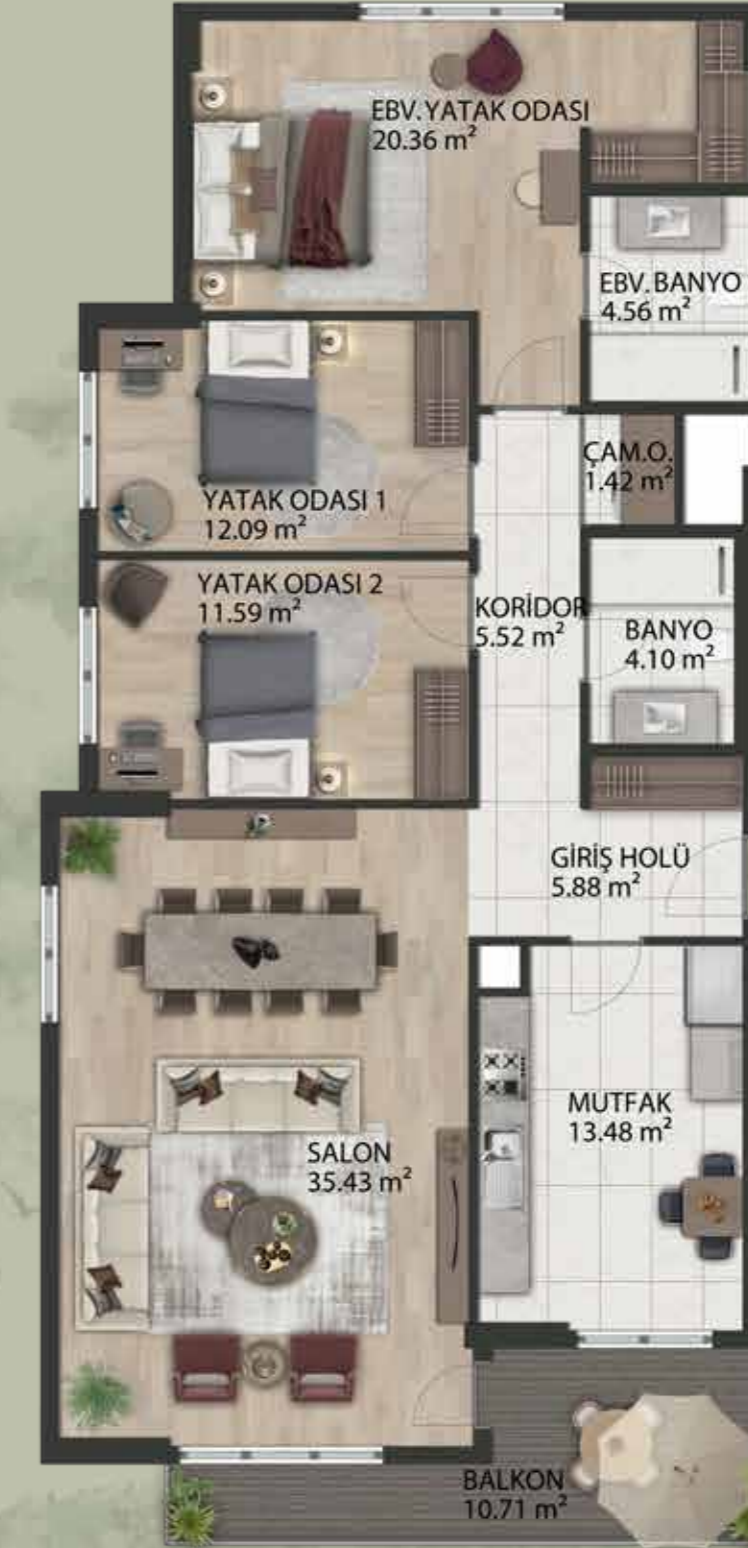 EBV.YATAK ODASI
20.36 m²
EBV.BANYO
4.56 m²
ÇAM.O.
1.42 m²
YATAK ODASI 1
12.09 m²
YATAK ODASI 2
11.59 m²
KORİDOR
5.52 m²
BANYO
4.10 m²
GİRİŞ HOLÜ
5.88 m²
MUTFAK
13.48 m²
SALON
35.43 m²
BALKON
10.71 m²